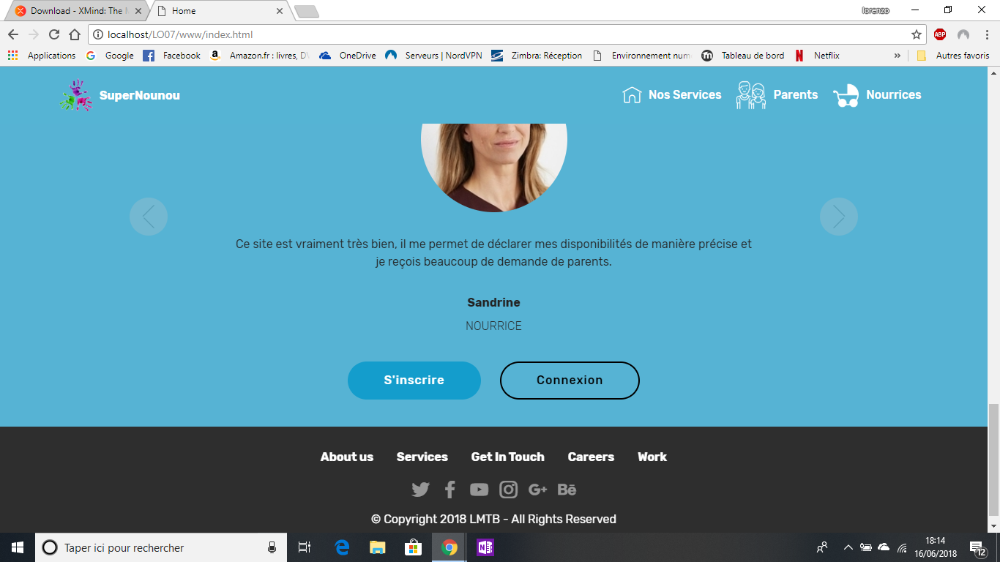 Download - XMind: The M
Home
lorenzo
localhost/LO07/www/index.html
ABP
Applications
Google
Facebook
Amazon.fr : livres, DV
OneDrive
Serveurs | NordVPN
Zimbra: Réception
Environnement num
Tableau de bord
Netflix
»
Autres favoris
SuperNounou
Nos Services
Parents
Nourrices
Ce site est vraiment très bien, il me permet de déclarer mes disponibilités de manière précise et
je reçois beaucoup de demande de parents.
Sandrine
NOURRICE
S'inscrire
Connexion
About us
Services
Get In Touch
Careers
Work
© Copyright 2018 LMTB - All Rights Reserved
Taper ici pour rechercher
18:14
16/06/2018
12